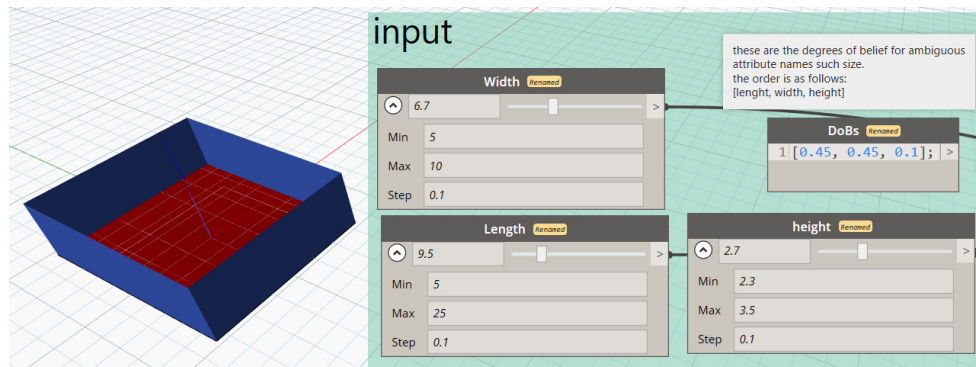 input
these are the degrees of belief for ambiguous
attribute names such size.
the order is as follows:
[lenght, width, height]
Width Renamed
6.7 >
Min 5
Max 10
Step 0.1
DoBs Renamed
1 [0.45, 0.45, 0.1]; >
Length Renamed
9.5 >
Min 5
Max 25
Step 0.1
height Renamed
2.7 >
Min 2.3
Max 3.5
Step 0.1